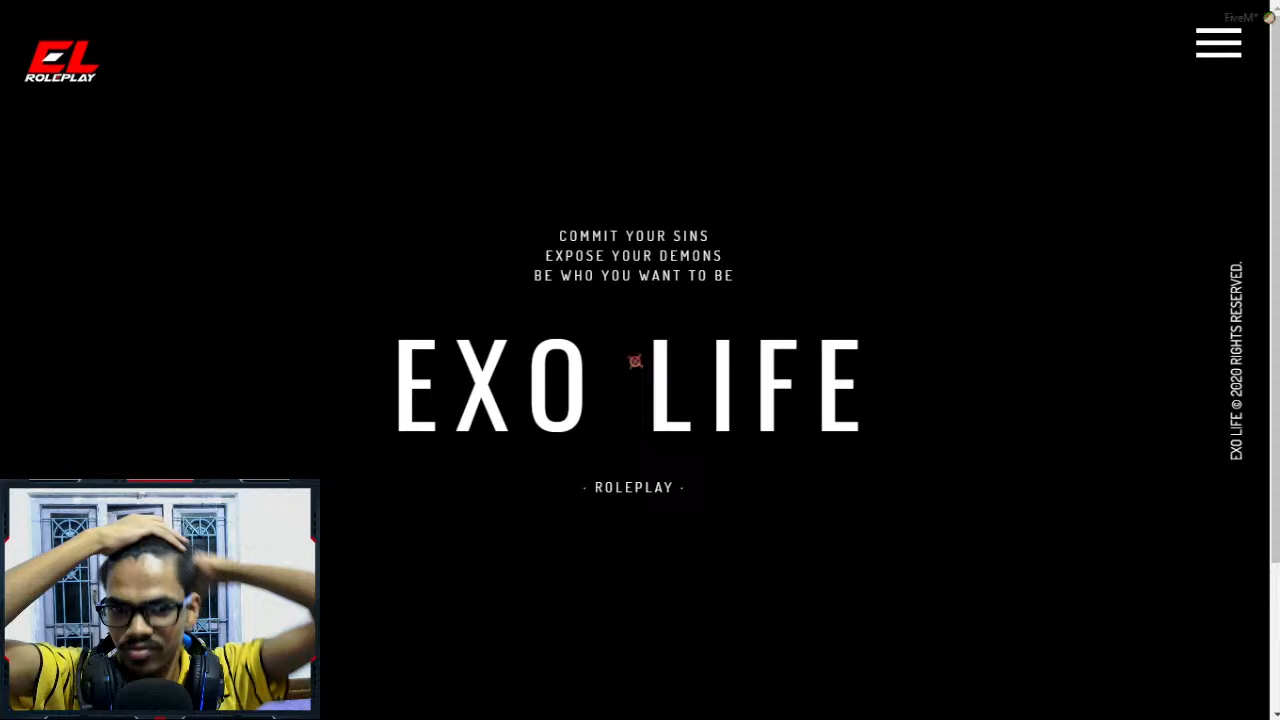 FiveM*
EL
ROLEPLAY
COMMIT YOUR SINS
EXPOSE YOUR DEMONS
BE WHO YOU WANT TO BE
EXO LIFE
· ROLEPLAY ·
EXO LIFE © 2020 RIGHTS RESERVED.